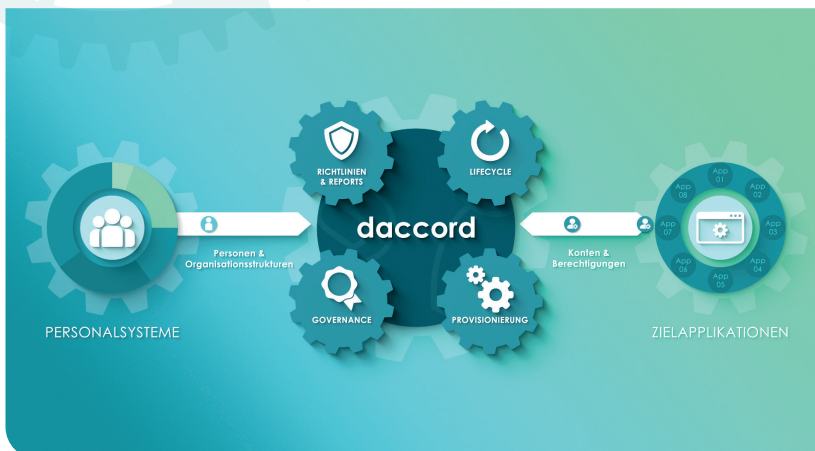 RICHTLINIEN
& REPORTS
LIFECYCLE
daccord
GOVERNANCE
PROVISIONIERUNG
Personen &
Organisationsstrukturen
Konten &
Berechtigungen
PERSONALSYSTEME
App
01
App
02
App
03
App
04
App
05
App
06
App
07
App
08
ZIELAPPLIKATIONEN